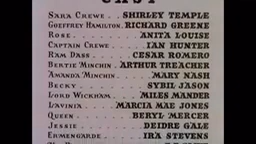 CAST
SARA CREWE . . . . . SHIRLEY TEMPLE
GOEFFREY HAMILTON. . RICHARD GREENE
ROSE. . . . . . . . . ANITA LOUISE
CAPTAIN CREWE . . . . . IAN HUNTER
RAM DASS. . . . . . CESAR ROMERO
BERTIE MINCHIN . . ARTHUR TREACHER
AMANDA MINCHIN . . . . MARY NASH
BECKY. . . . . . . . SYBIL JASON
LORD WICKHAM. . . . MILES MANDER
LAVINIA. . . . . MARCIA MAE JONES
QUEEN . . . . . . . BERYL MERCER
JESSIE . . . . . . . DEIDRE GALE
ERMENGARDE. . . . . . IRA STEVENS